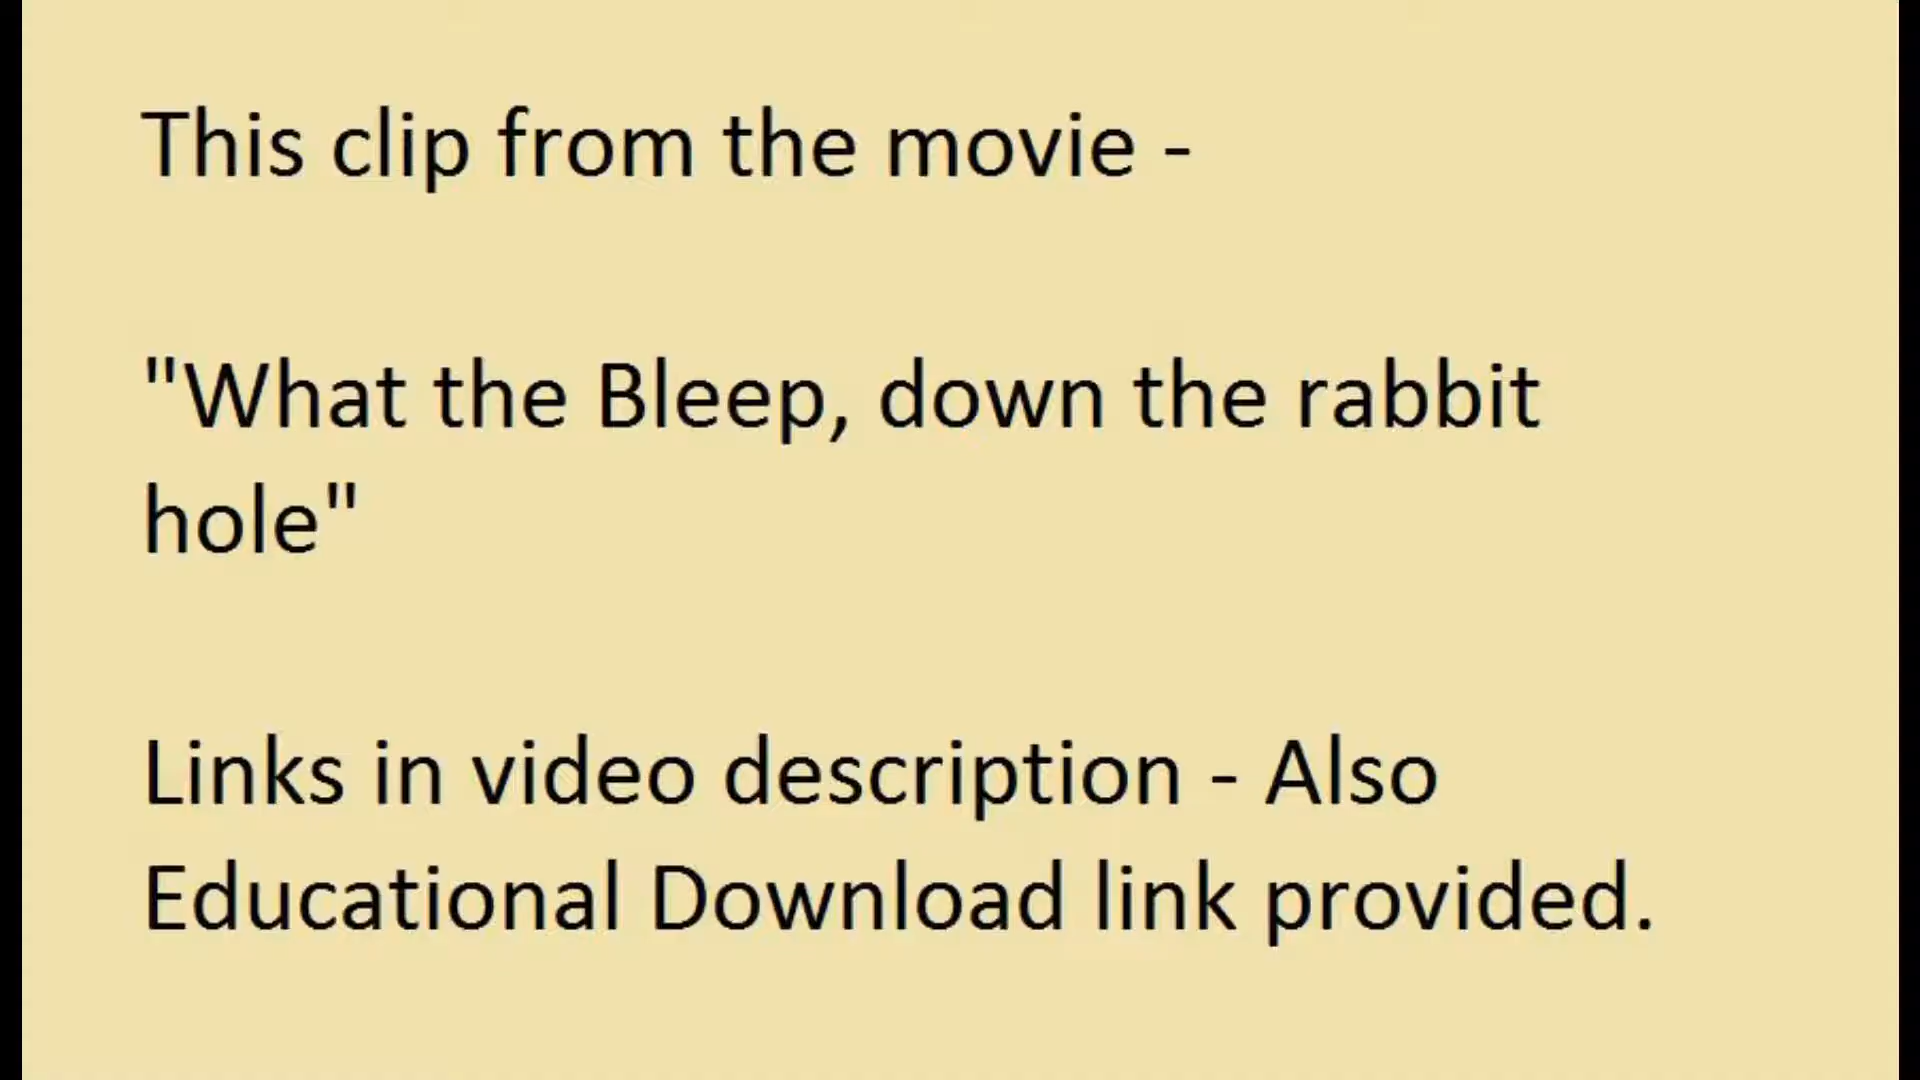 This clip from the movie -
"What the Bleep, down the rabbit
hole"
Links in video description - Also
Educational Download link provided.